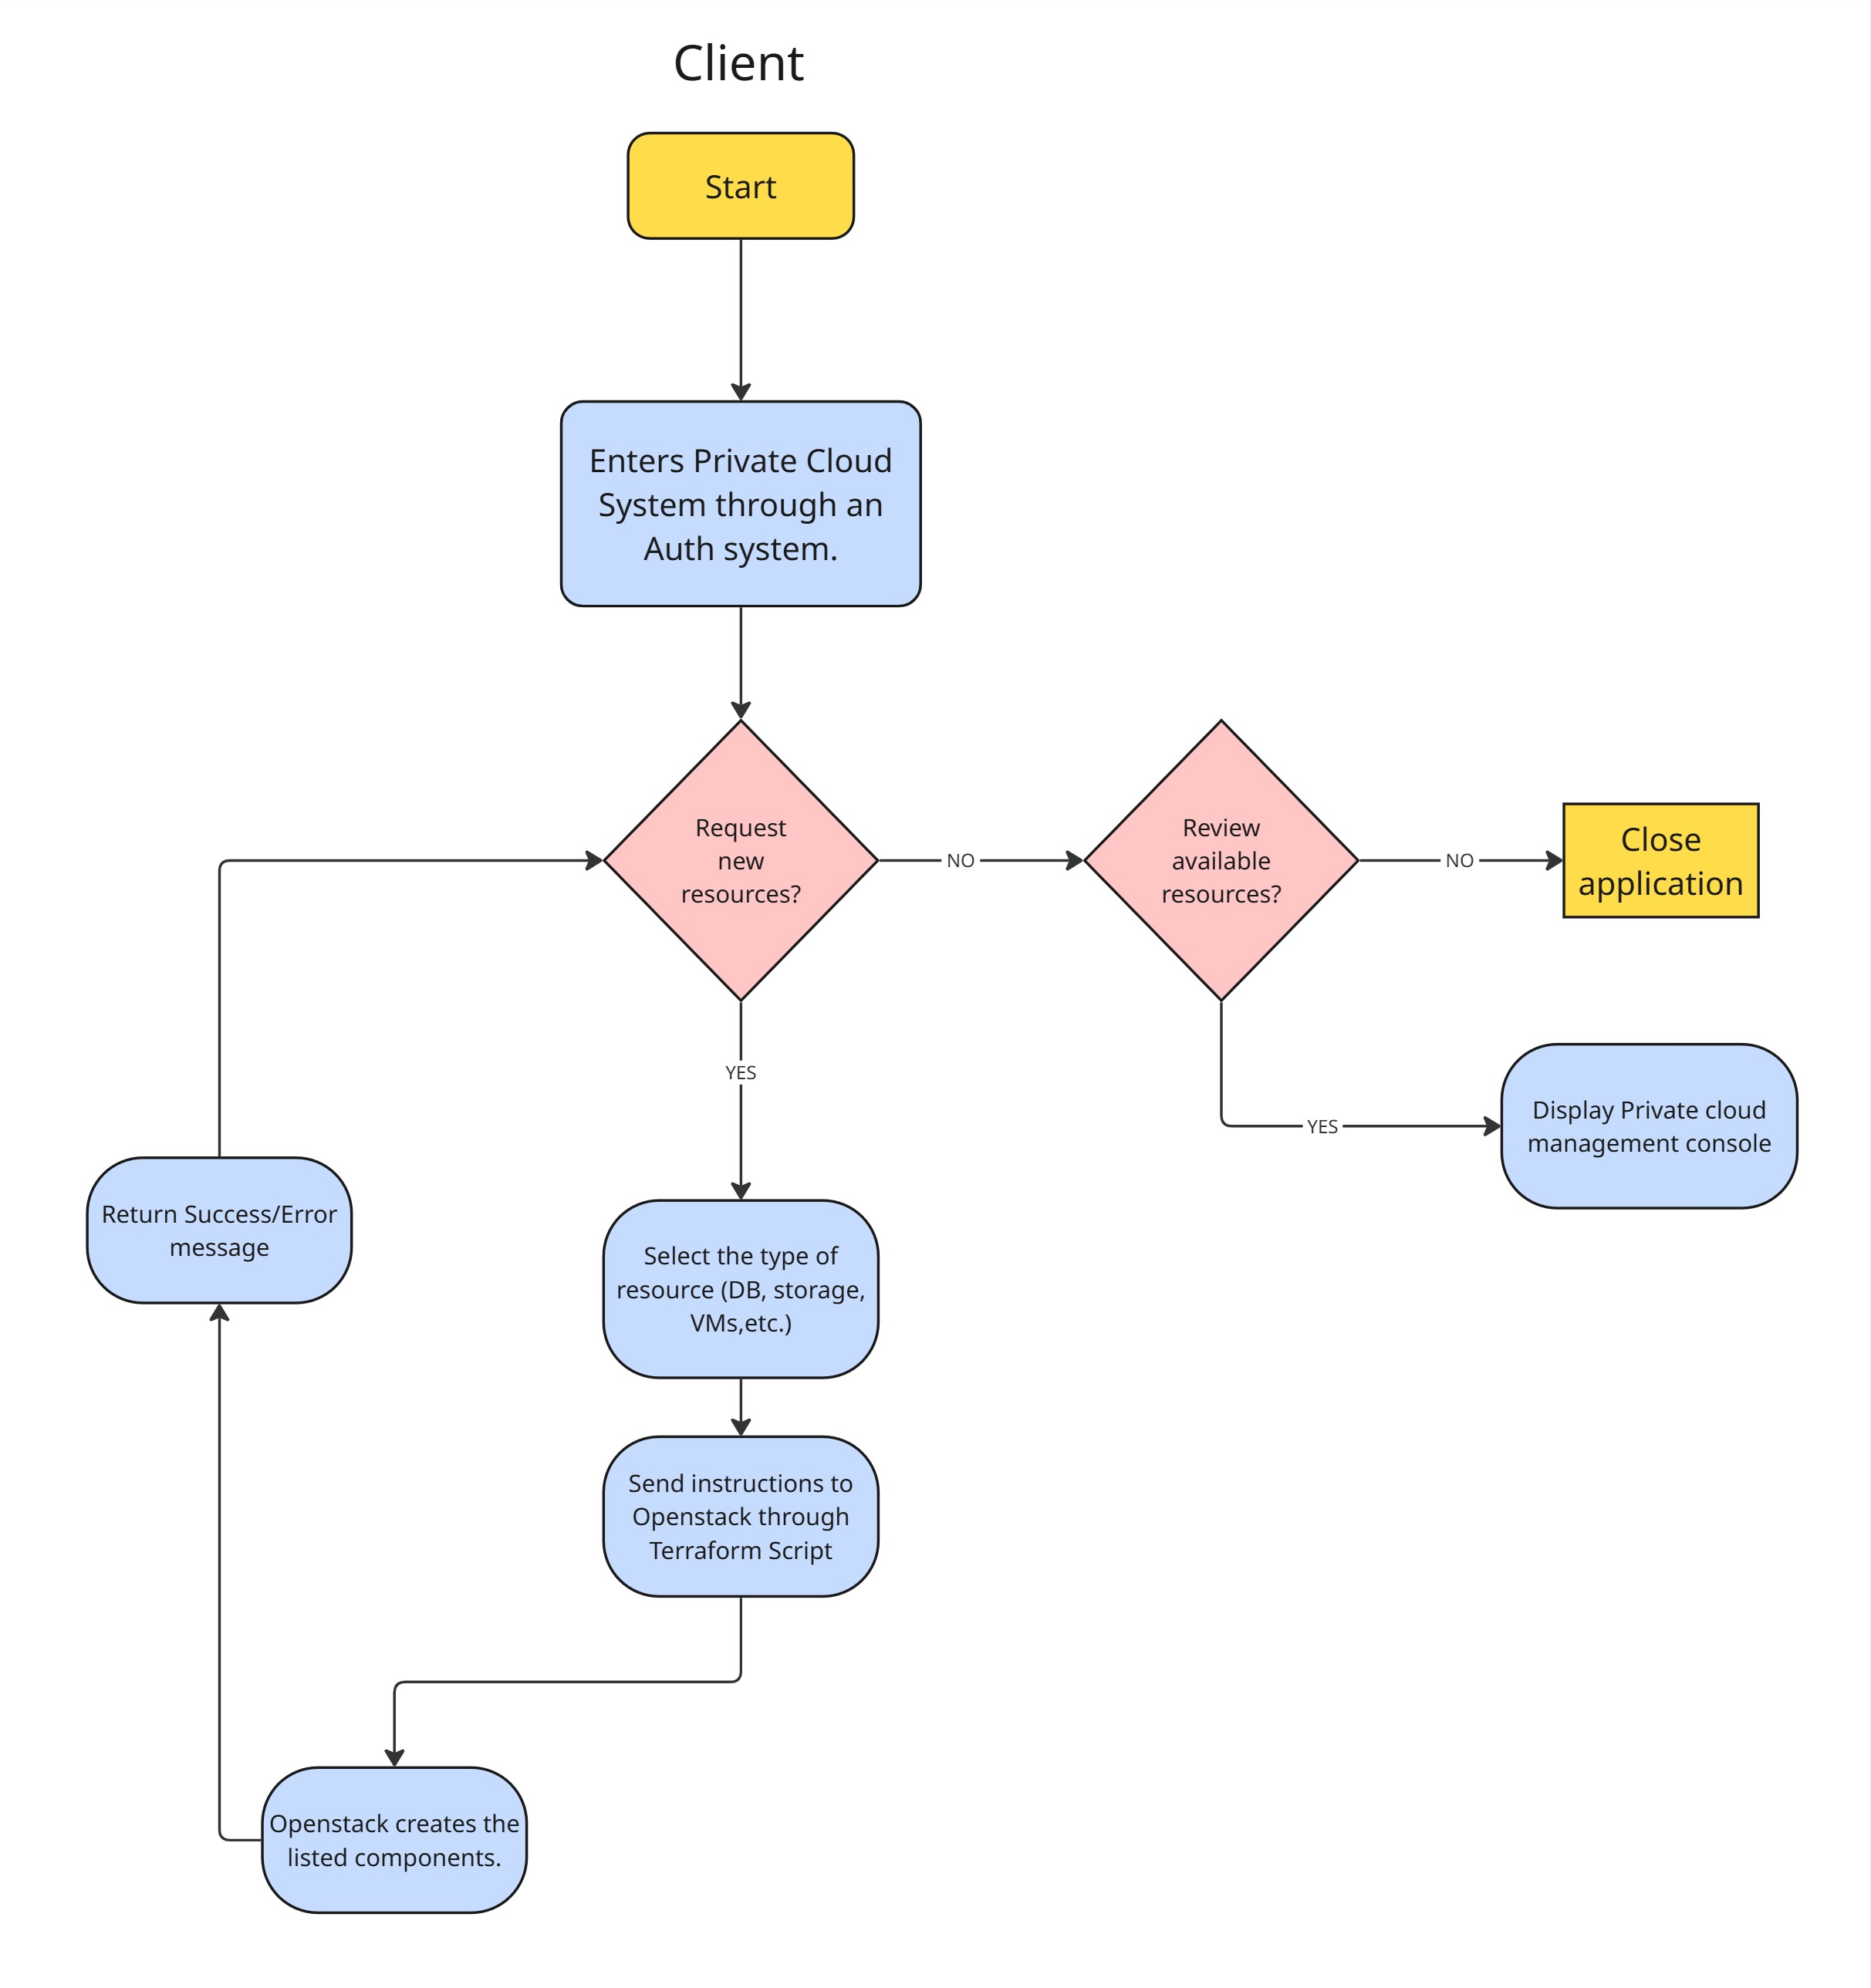 Client
Start
Enters Private Cloud
System through an
Auth system.
Request
new
resources?
NO
Review
available
resources?
NO
Close
application
YES
YES
Display Private cloud
management console
Return Success/Error
message
Select the type of
resource (DB, storage,
VMs,etc.)
Send instructions to
Openstack through
Terraform Script
Openstack creates the
listed components.